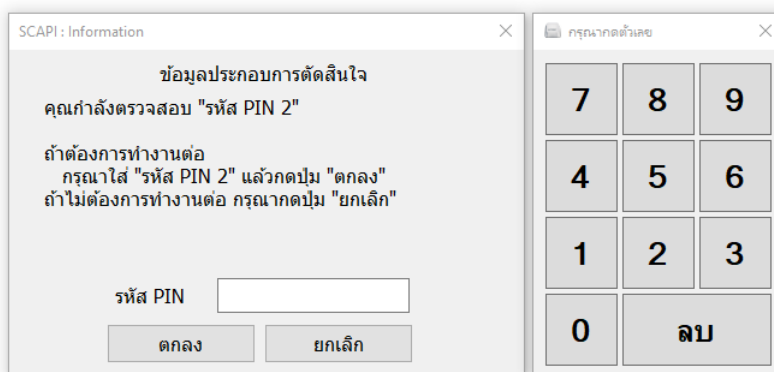 SCAPI : Information
ข้อมูลประกอบการตัดสินใจ
คุณกำลังตรวจสอบ "รหัส PIN 2"
ถ้าต้องการทำงานต่อ
กรุณาใส่ "รหัส PIN 2" แล้วกดปุ่ม "ตกลง"
ถ้าไม่ต้องการทำงานต่อ กรุณากดปุ่ม "ยกเลิก"
รหัส PIN
ตกลง ยกเลิก
กรุณากดตัวเลข
7 8 9
4 5 6
1 2 3
0 ลบ